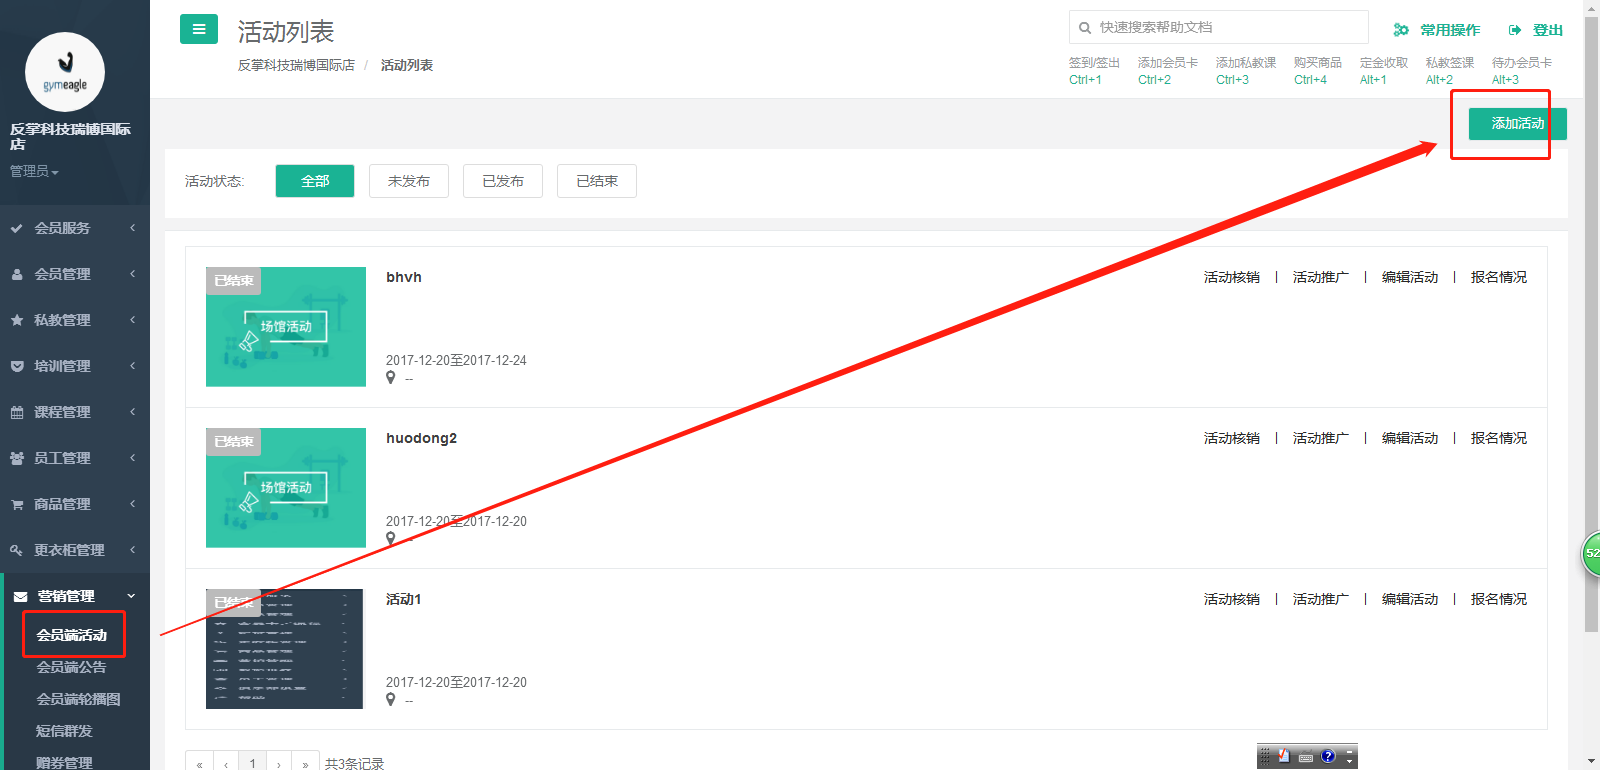 gymeagle
反掌科技瑞博国际
店
管理员
会员服务
会员管理
私教管理
培训管理
课程管理
员工管理
商品管理
更衣柜管理
营销管理
会员端活动
会员端公告
会员端轮播图
短信群发
赠券管理
活动列表
反掌科技瑞博国际店 / 活动列表
快速搜索帮助文档
常用操作
登出
签到/签出 添加会员卡 添加私教课 购买商品 定金收取 私教签课 待办会员卡
Ctrl+1 Ctrl+2 Ctrl+3 Ctrl+4 Alt+1 Alt+2 Alt+3
添加活动
活动状态: 全部 未发布 已发布 已结束
已结束
场馆活动
bhvh
活动核销 | 活动推广 | 编辑活动 | 报名情况
2017-12-20至2017-12-24
--
已结束
场馆活动
huodong2
活动核销 | 活动推广 | 编辑活动 | 报名情况
2017-12-20至2017-12-20
--
已结束
活动1
活动核销 | 活动推广 | 编辑活动 | 报名情况
2017-12-20至2017-12-20
--
« ‹ 1 › » 共3条记录
52